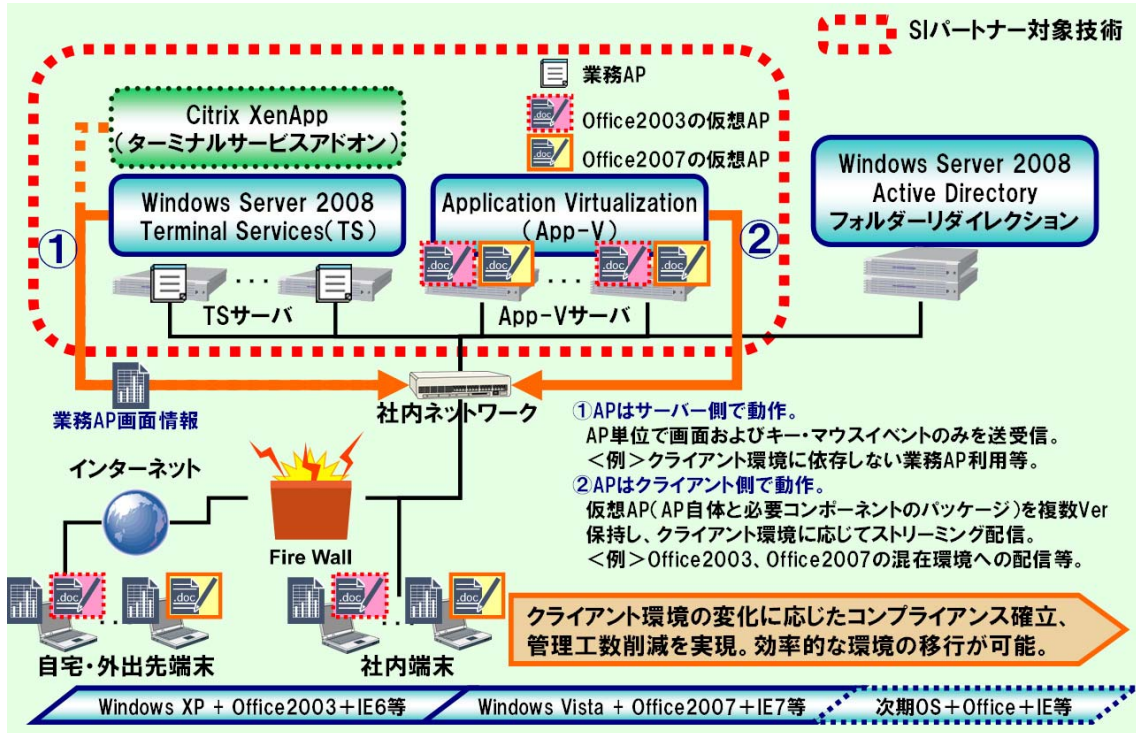 SIパートナー対象技術
業務AP
Office2003の仮想AP
Office2007の仮想AP
Citrix XenApp
(ターミナルサービスアドオン)
Windows Server 2008
Terminal Services(TS)
Application Virtualization
(App-V)
Windows Server 2008
Active Directory
フォルダーリダイレクション
①
②
.doc
.doc
.doc
.doc
.doc
.doc
・・・
・・・
TSサーバ
App-Vサーバ
業務AP画面情報
社内ネットワーク
インターネット
Fire Wall
①APはサーバー側で動作。
AP単位で画面およびキー・マウスイベントのみを送受信。
<例>クライアント環境に依存しない業務AP利用等。
②APはクライアント側で動作。
仮想AP(AP自体と必要コンポーネントのパッケージ)を複数Ver
保持し、クライアント環境に応じてストリーミング配信。
<例>Office2003、Office2007の混在環境への配信等。
.doc
.doc
.doc
.doc
自宅・外出先端末
社内端末
クライアント環境の変化に応じたコンプライアンス確立、
管理工数削減を実現。効率的な環境の移行が可能。
Windows XP + Office2003+IE6等
Windows Vista + Office2007+IE7等
次期OS+Office+IE等